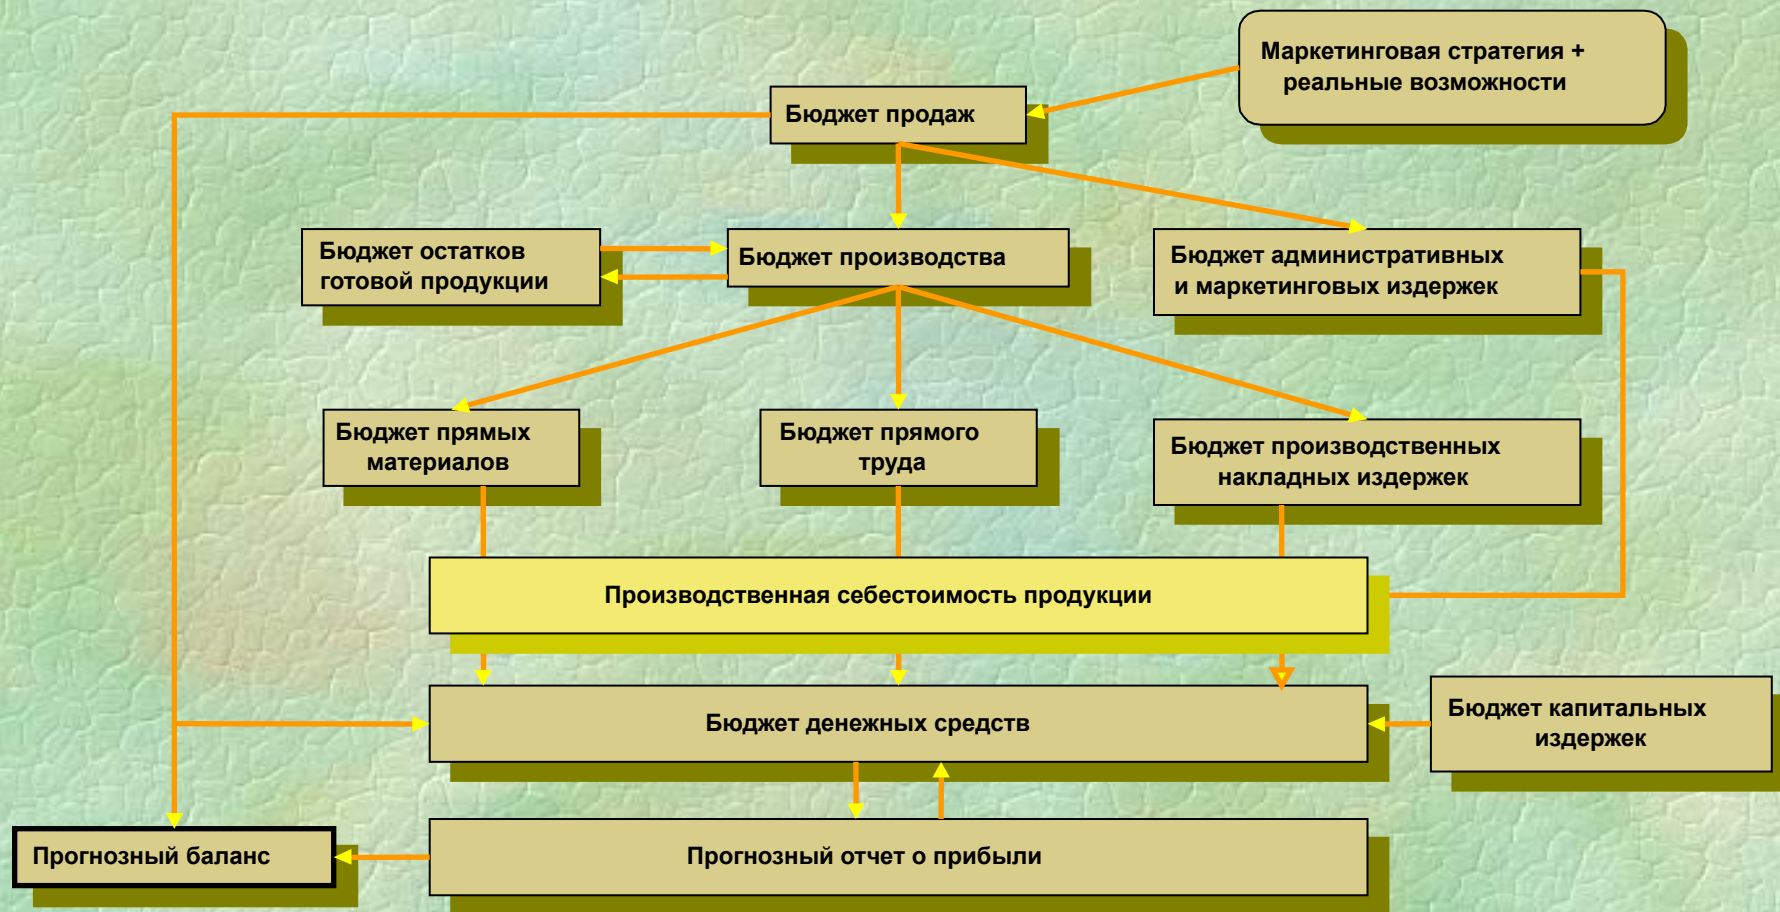 Маркетинговая стратегия +
реальные возможности
Бюджет продаж
Бюджет остатков
готовой продукции
Бюджет производства
Бюджет административных
и маркетинговых издержек
Бюджет прямых
материалов
Бюджет прямого
труда
Бюджет производственных
накладных издержек
Производственная себестоимость продукции
Бюджет денежных средств
Бюджет капитальных
издержек
Прогнозный баланс
Прогнозный отчет о прибыли